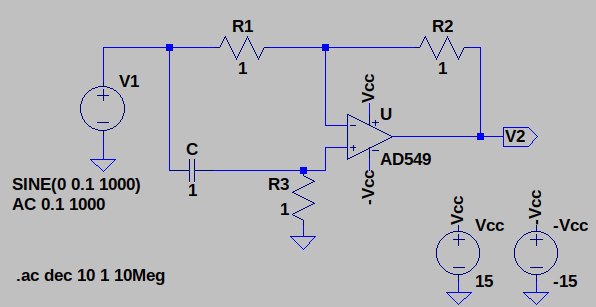 R1
R2
1
1
V1
Vcc
U
C
1
R3
1
AD549
-Vcc
V2
SINE(0 0.1 1000)
AC 0.1 1000
.ac dec 10 1 10Meg
Vcc
Vcc
15
-Vcc
-Vcc
-15